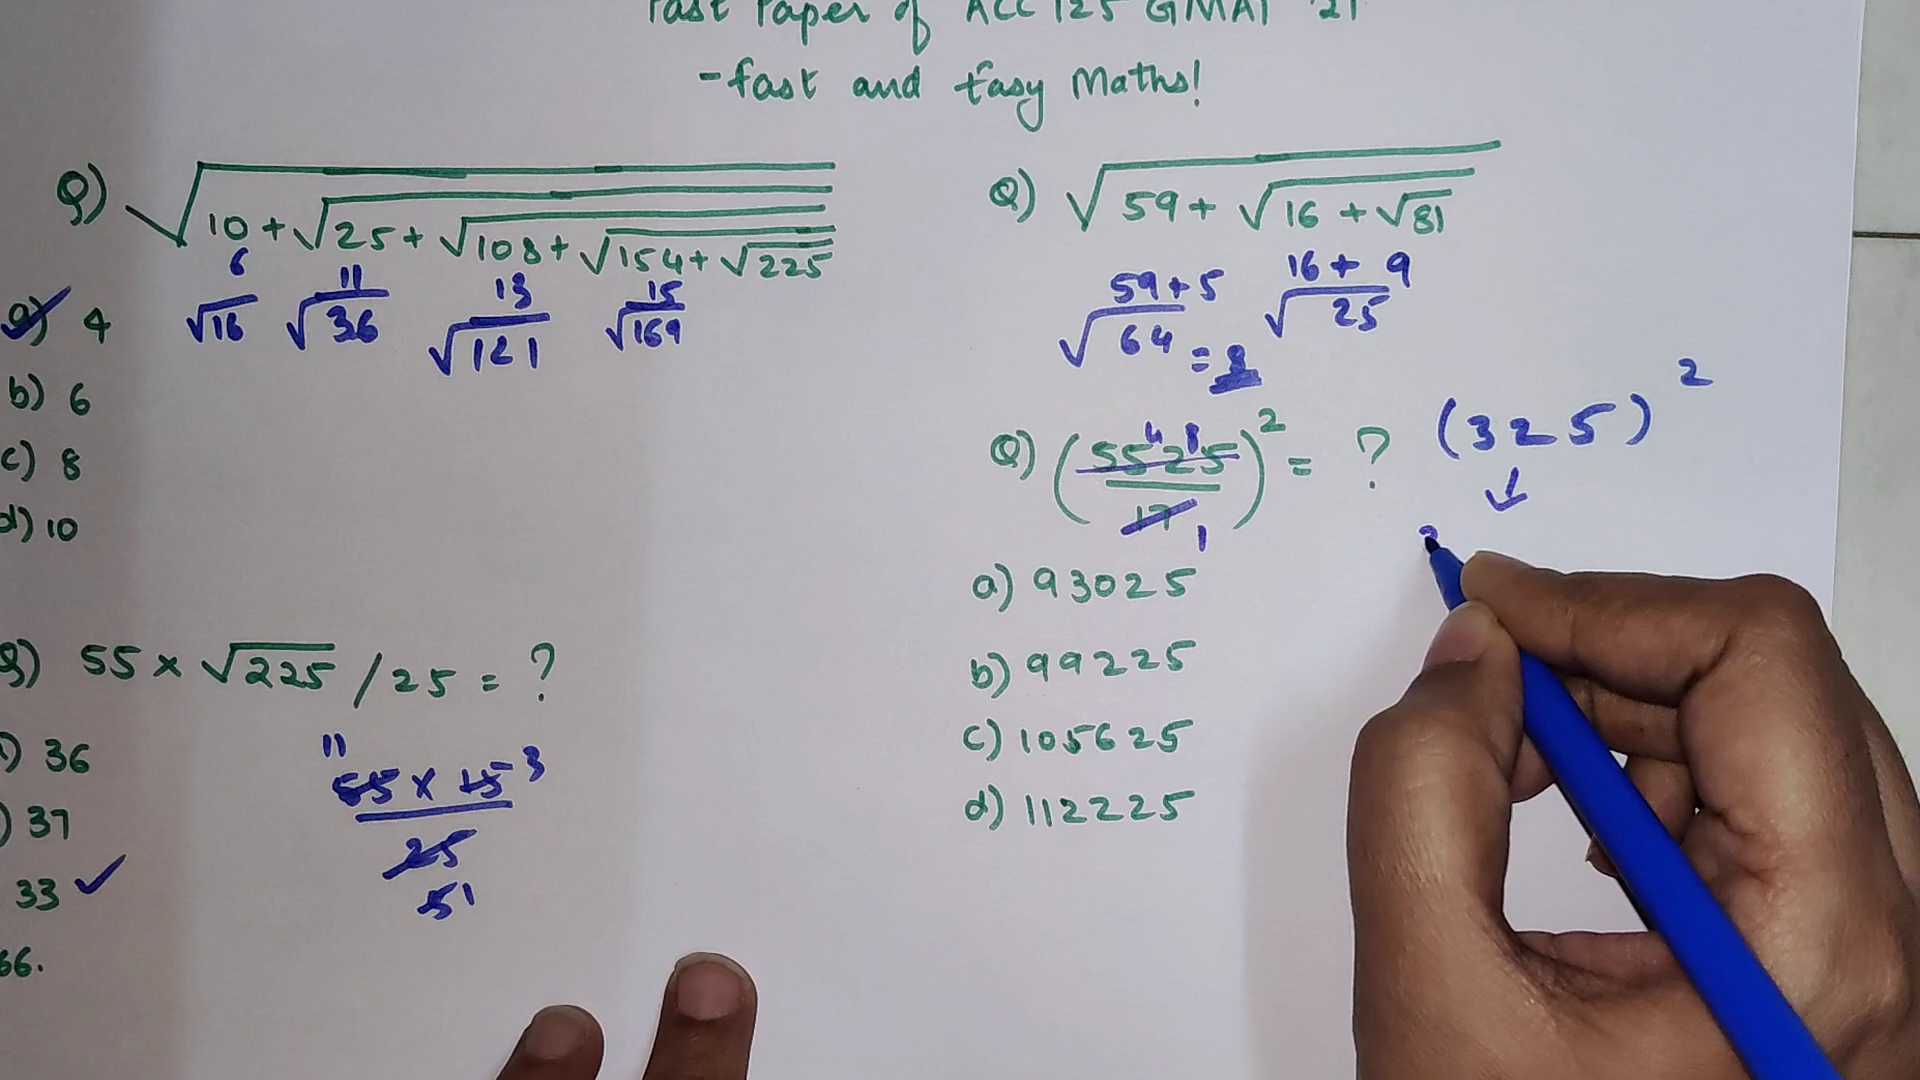 Past Paper of ACC 125 GMAT '21
-fast and Easy Maths!
Q) √10+√25+√108+√154+√225
6 11 13 15
√16 √36 √121 √169
a) 4
b) 6
c) 8
d) 10
Q) 55 × √225 / 25 = ?
) 36
) 37
33 ✓
66.
11
55 × 15 3
25
51
Q) √59+ √16 + √81
59+5 16 + 9
√64 = 8 √25
Q) (5525/17)² = ? (325)²
1
↓
a) 93025
b) 99225
c) 105625
d) 112225